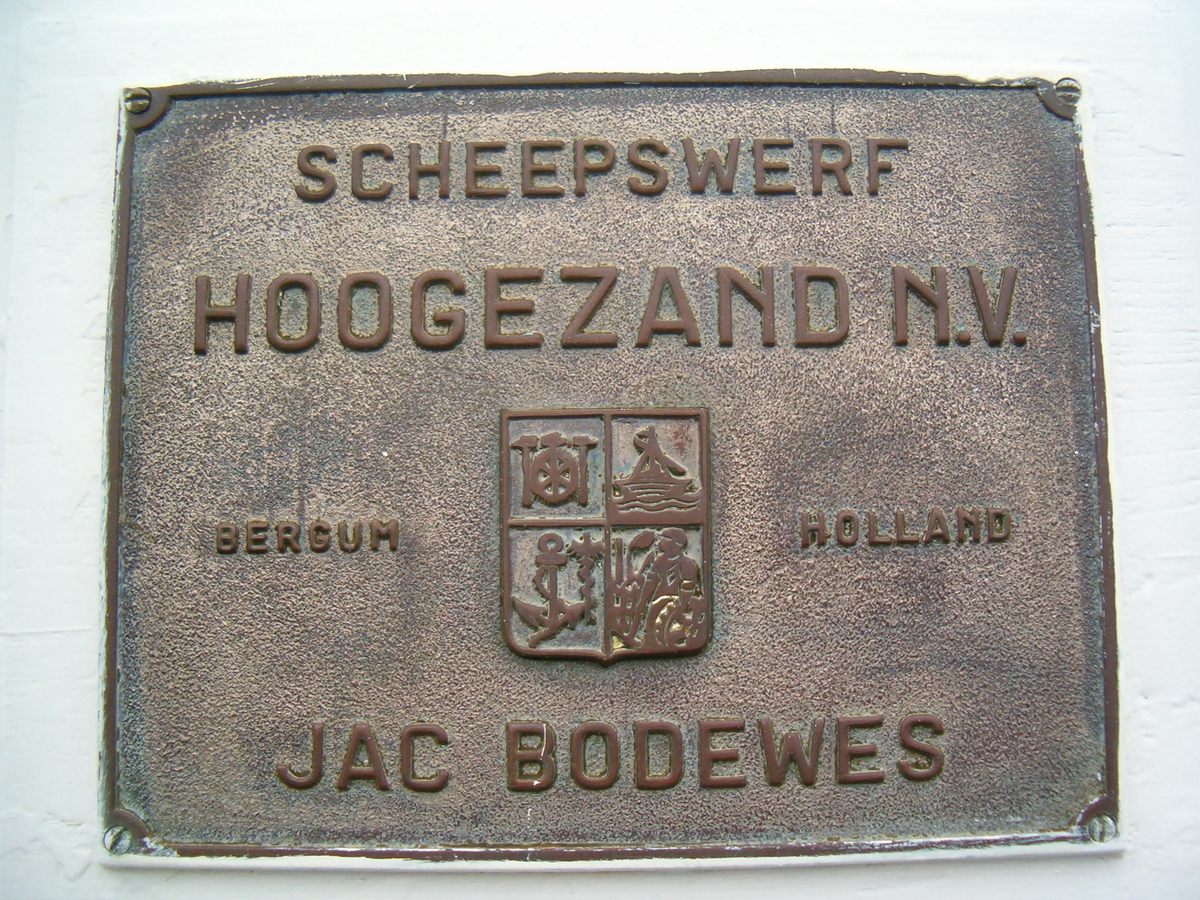 SCHEEPSWERF
HOOGEZAND N.V.
BERGUM HOLLAND
JAC BODEWES